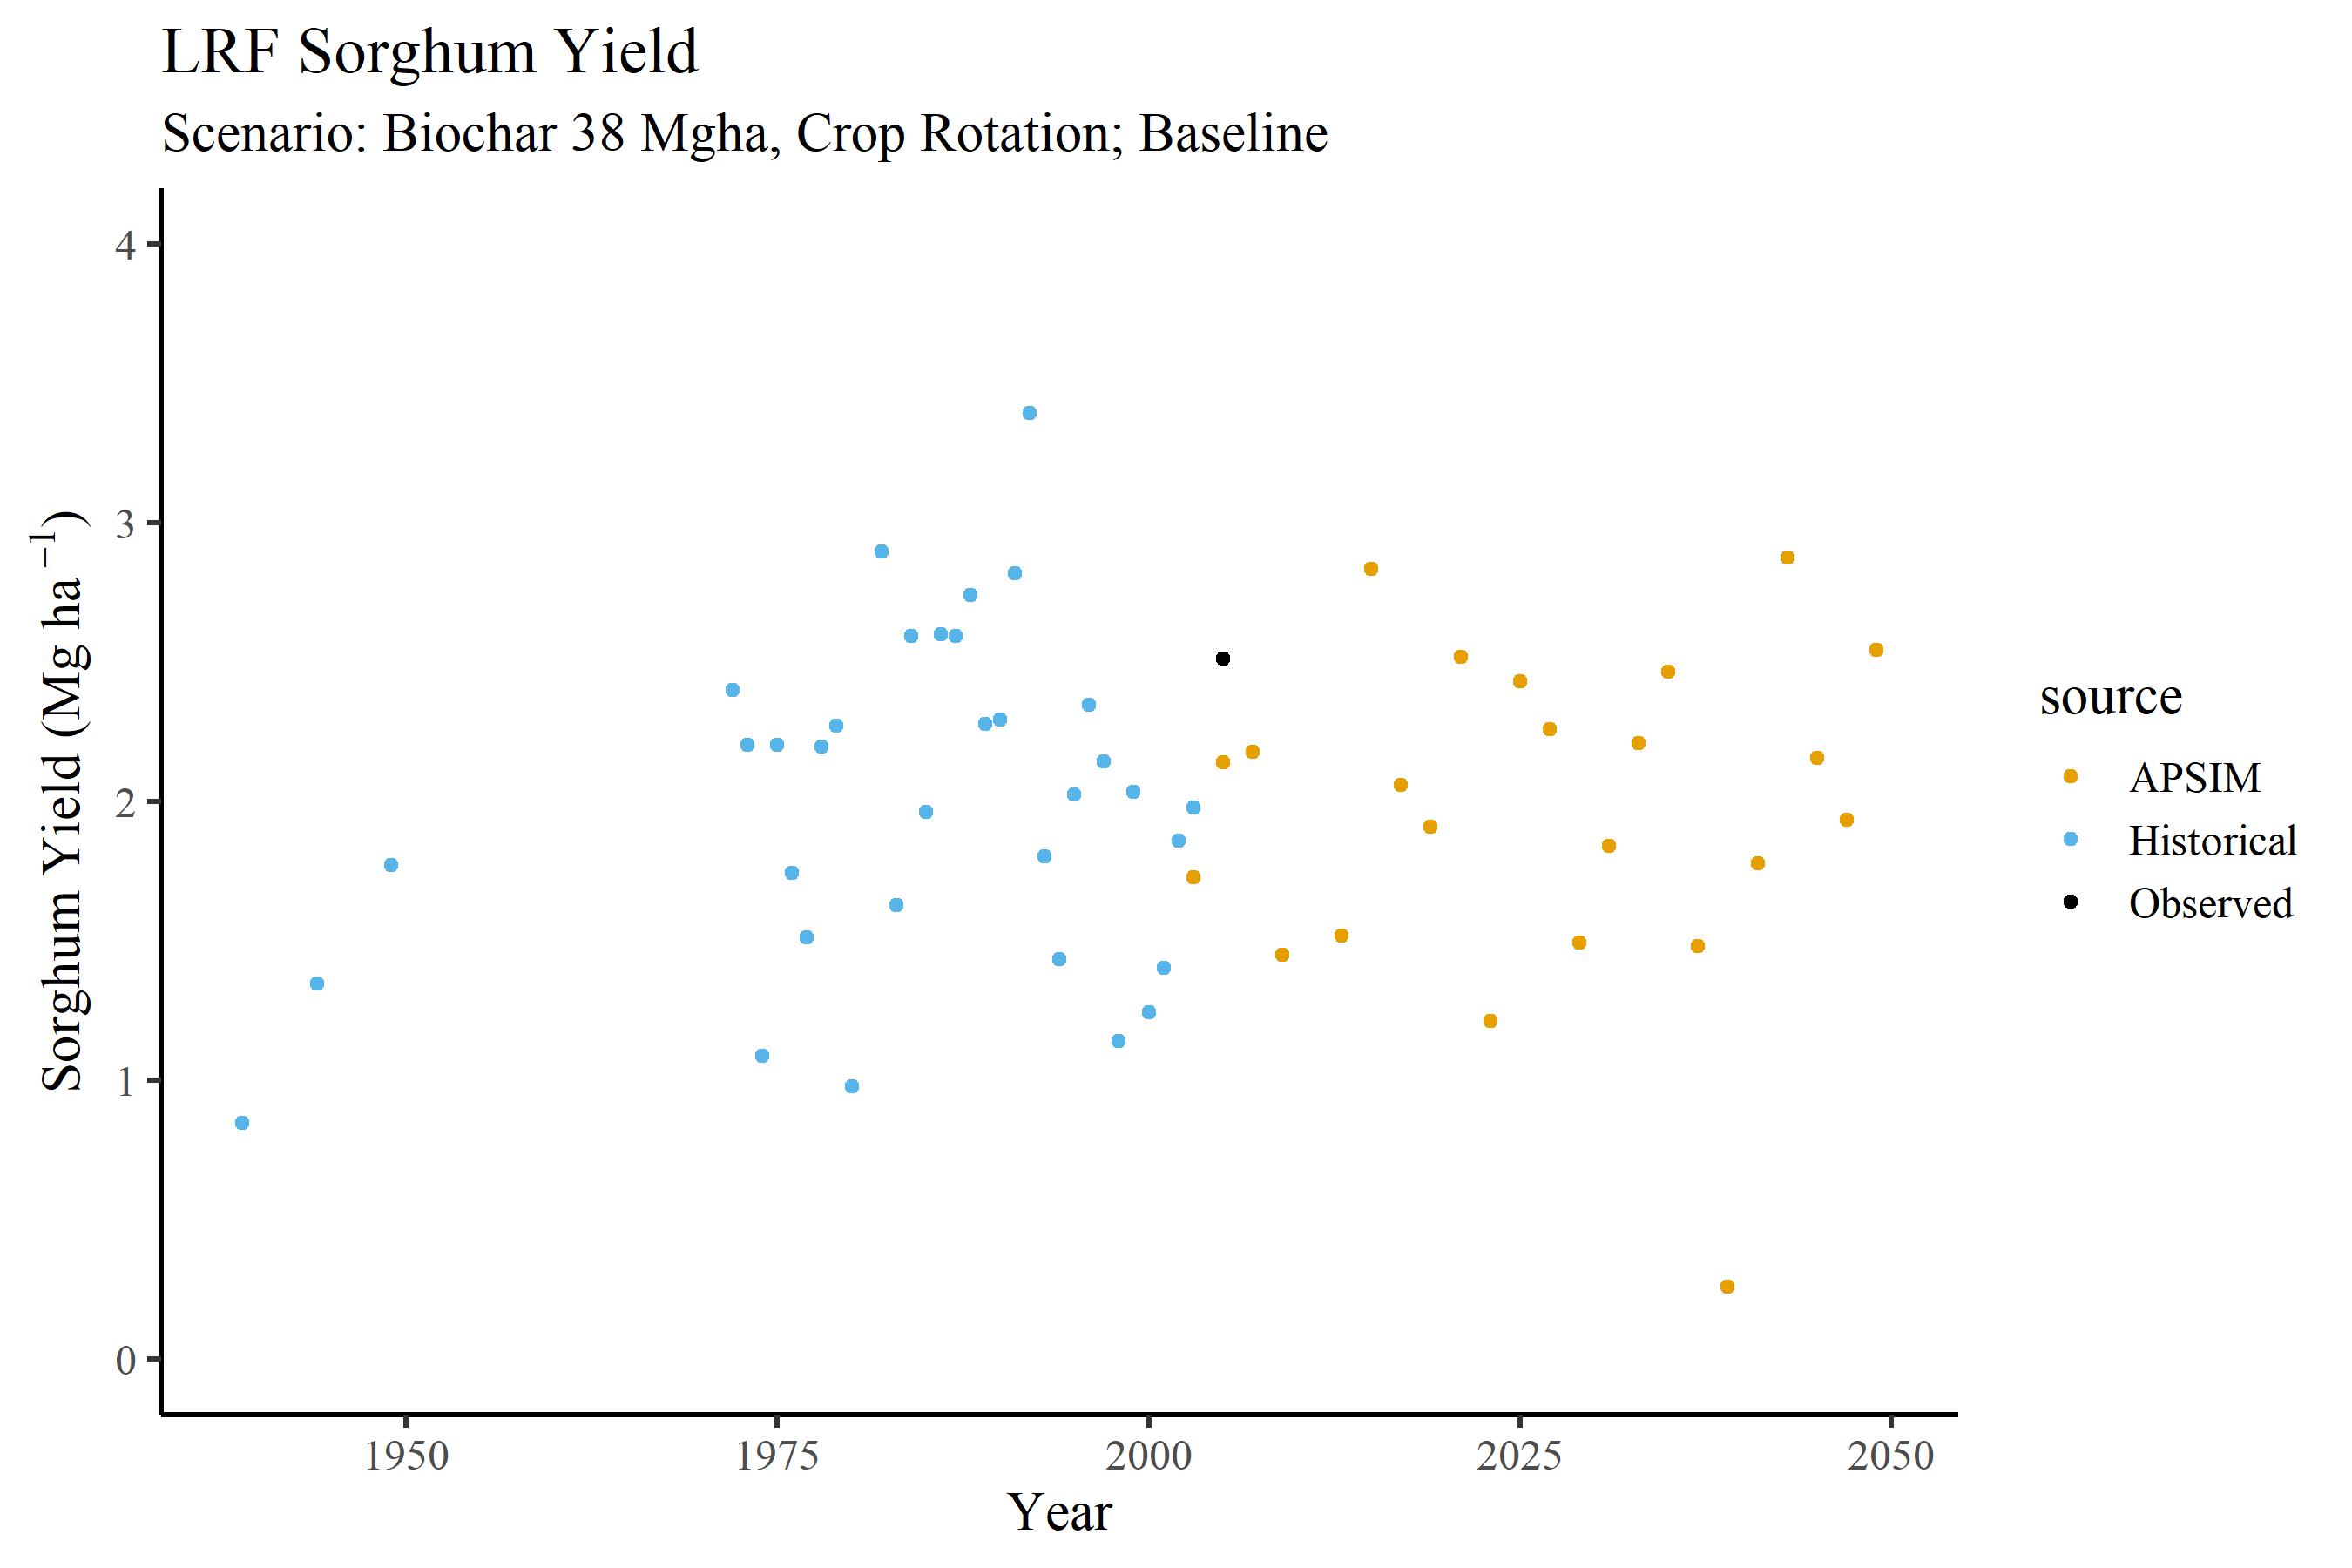 LRF Sorghum Yield
Scenario: Biochar 38 Mgha, Crop Rotation; Baseline
Sorghum Yield (Mg ha⁻¹)
4
3
2
1
0
1950 1975 2000 2025 2050
Year
source
APSIM
Historical
Observed